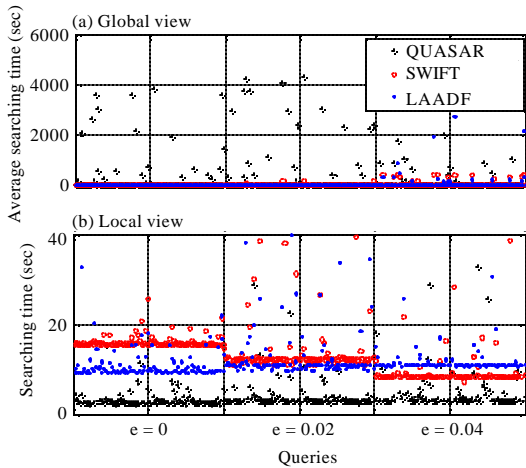 (a) Global view
Average searching time (sec)
6000
4000
2000
0
QUASAR
SWIFT
LAADF
(b) Local view
Searching time (sec)
40
20
0
e = 0
e = 0.02
e = 0.04
Queries